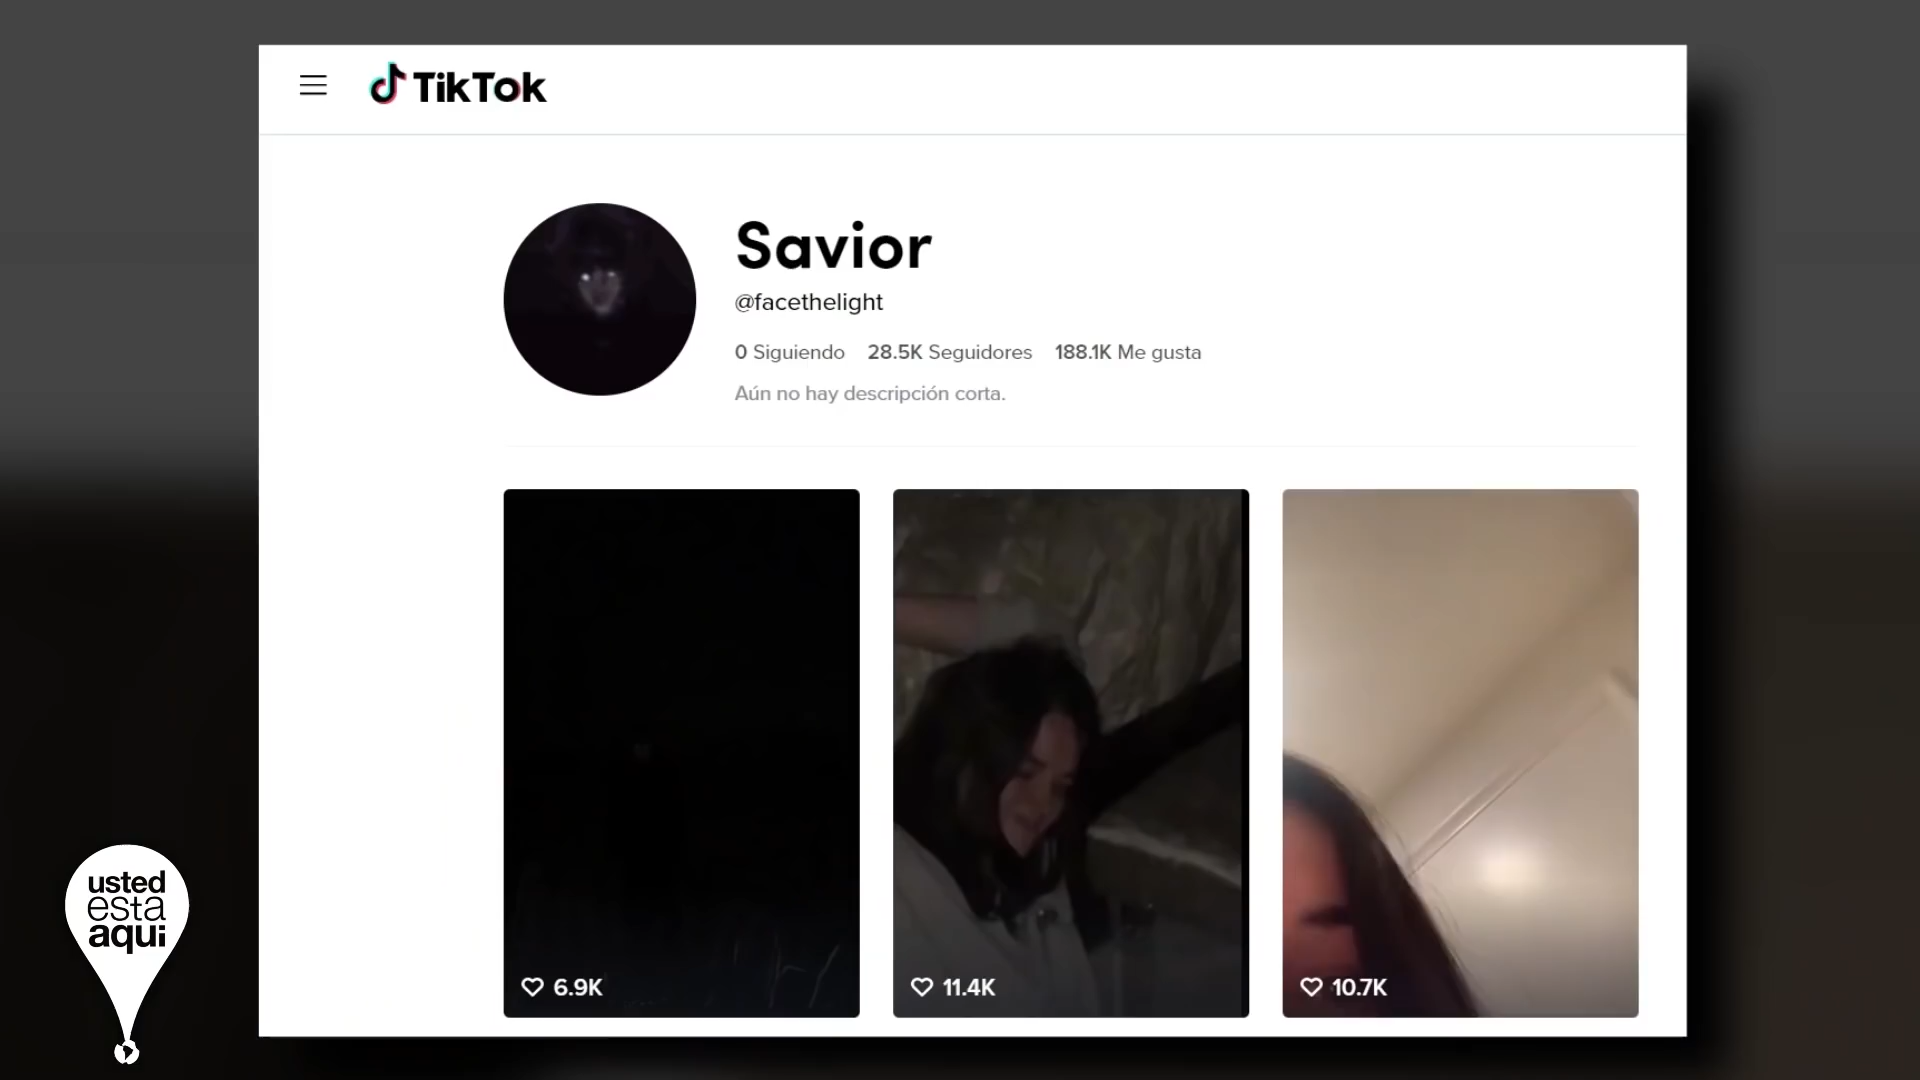 TikTok
Savior
@facethelight
0 Siguiendo 28.5K Seguidores 188.1K Me gusta
Aún no hay descripción corta.
6.9K 11.4K 10.7K
usted
esta
aqui